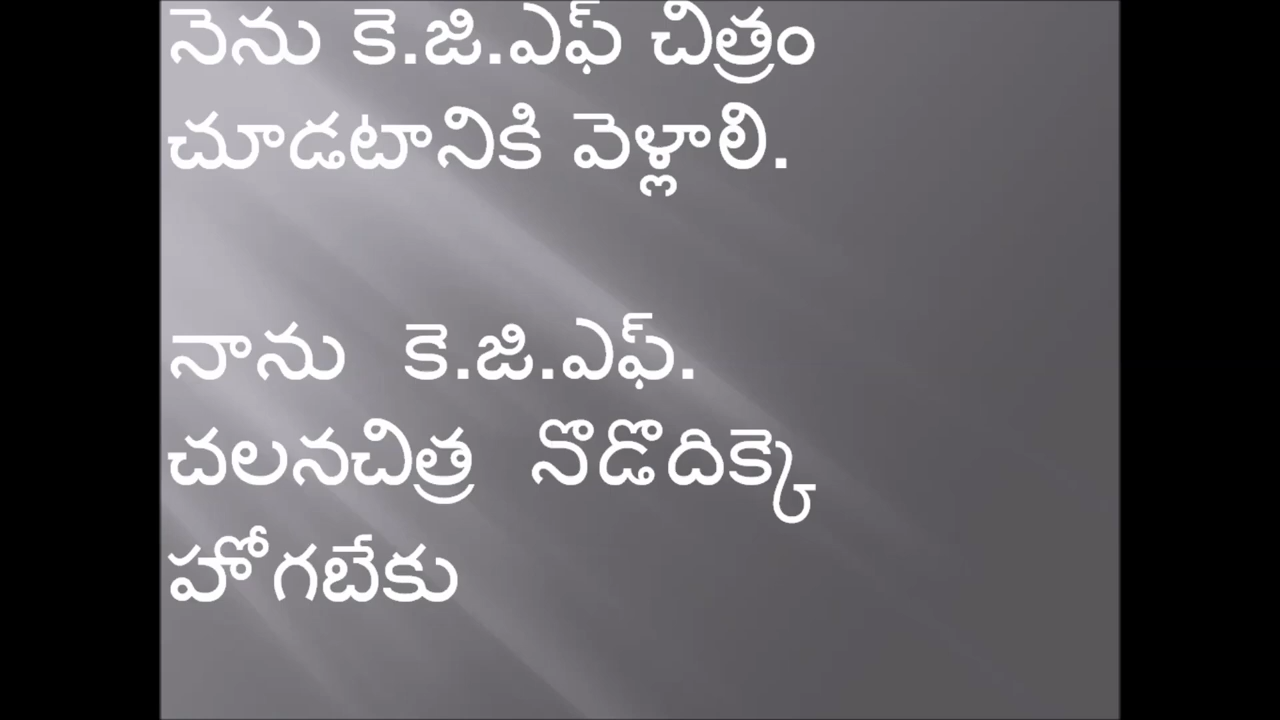 నెను కె.జి.ఎఫ్ చిత్రం
చూడటానికి వెళ్లాలి.
నాను కె.జి.ఎఫ్.
చలనచిత్ర నొడొదిక్కె
హోగబేకు